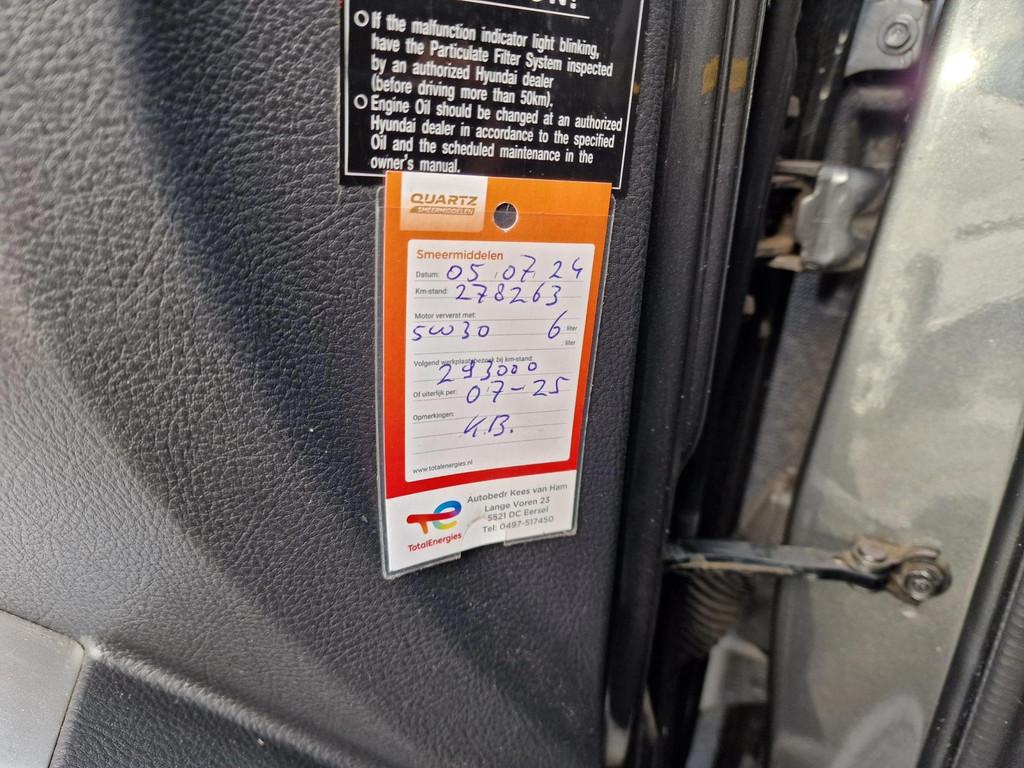 O If the malfunction indicator light blinking,
have the Particulate Filter System inspected
by an authorized Hyundai dealer
(before driving more than 50km).
O Engine Oil should be changed at an authorized
Hyundai dealer in accordance to the specified
Oil and the scheduled maintenance in the
owner's manual.
QUARTZ
SMEERMIDDELEN
Smeermiddelen
Datum: 05 07 24
Km-stand: 278263
Motor ververst met:
5W30 6 liter
liter
Volgend werkplaatsbezoek bij km-stand
293000
Of uiterlijk per: 07-25
Opmerkingen:
K.B.
www.totalenergies.nl
Autobedr Kees van Ham
Lange Voren 23
5521 DC Eersel
Tel: 0497-517450
TotalEnergies